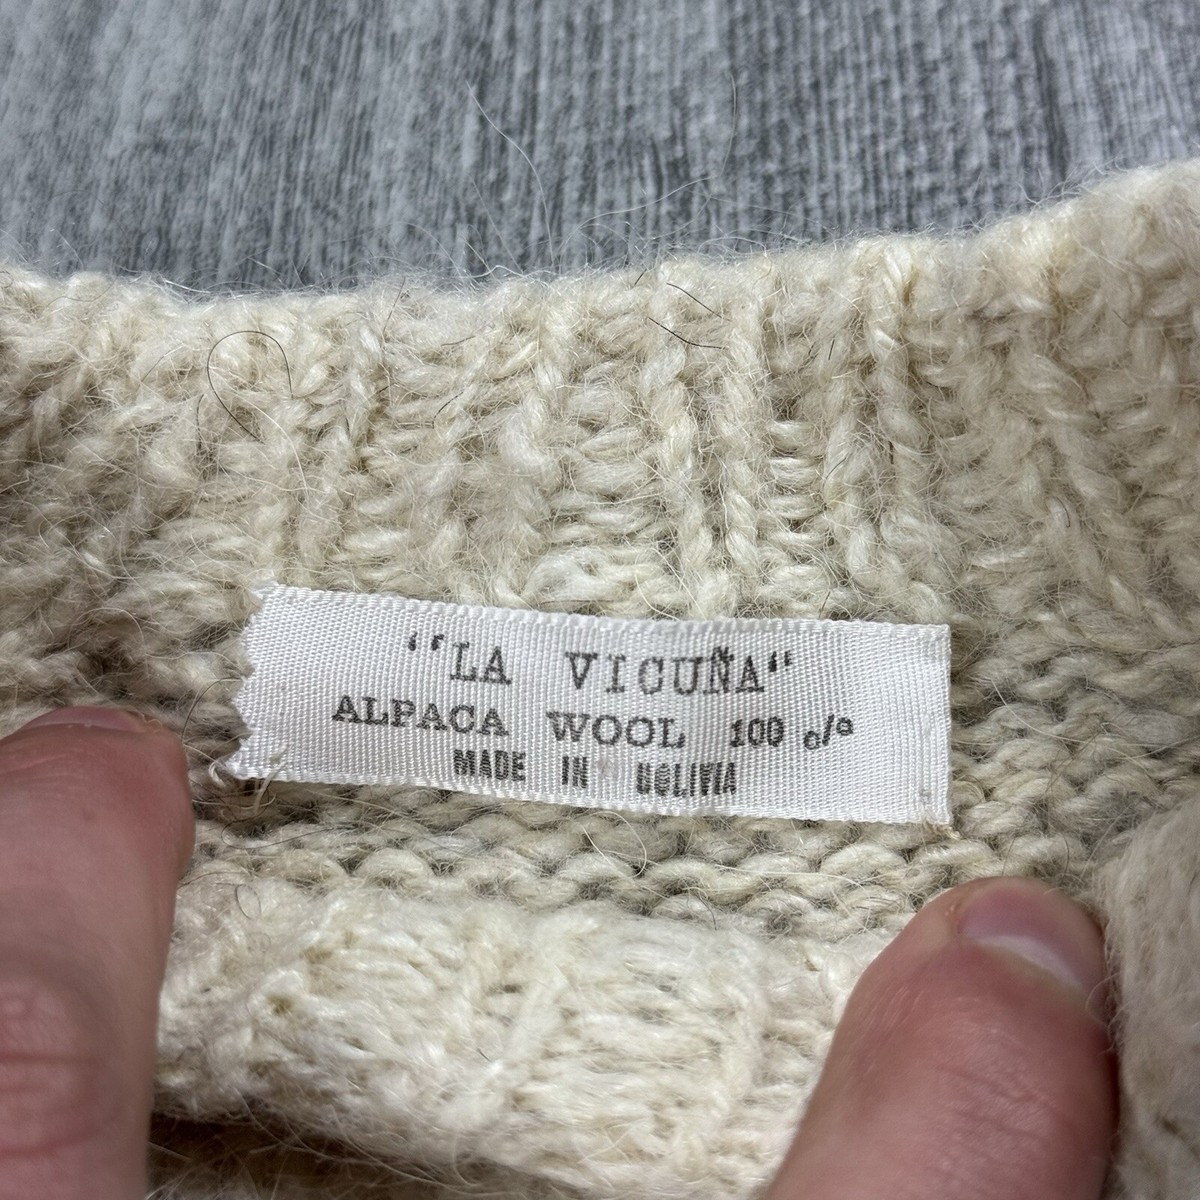 "LA VICUÑA"
ALPACA WOOL 100 o/o
MADE IN BOLIVIA